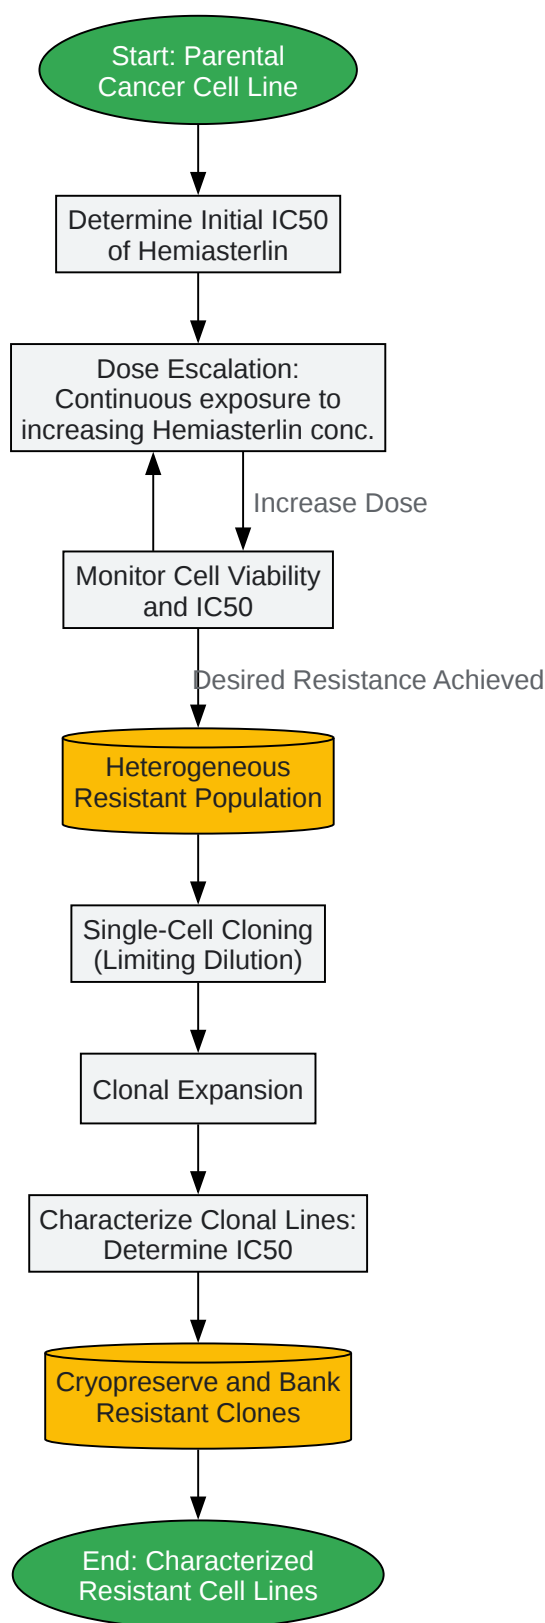 Start: Parental
Cancer Cell Line
Determine Initial IC50
of Hemiasterlin
Dose Escalation:
Continuous exposure to
increasing Hemiasterlin conc.
Increase Dose
Monitor Cell Viability
and IC50
Desired Resistance Achieved
Heterogeneous
Resistant Population
Single-Cell Cloning
(Limiting Dilution)
Clonal Expansion
Characterize Clonal Lines:
Determine IC50
Cryopreserve and Bank
Resistant Clones
End: Characterized
Resistant Cell Lines